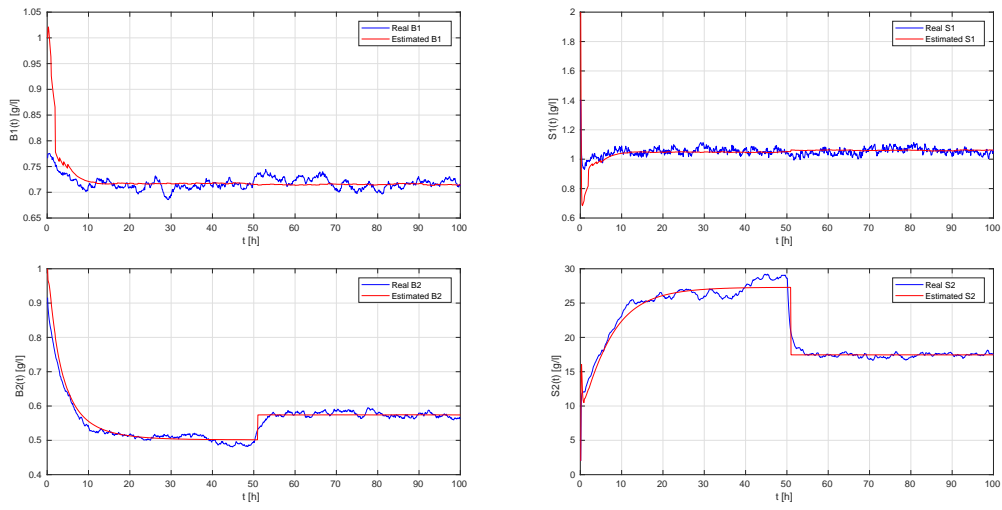 1.05
1
0.95
0.9
0.85
0.8
0.75
0.7
0.65
B1(t) [g/l]
Real B1
Estimated B1
0 10 20 30 40 50 60 70 80 90 100
t [h]
2
1.8
1.6
1.4
1.2
1
0.8
0.6
S1(t) [g/l]
Real S1
Estimated S1
0 10 20 30 40 50 60 70 80 90 100
t [h]
1
0.9
0.8
0.7
0.6
0.5
0.4
B2(t) [g/l]
Real B2
Estimated B2
0 10 20 30 40 50 60 70 80 90 100
t [h]
30
25
20
15
10
5
0
S2(t) [g/l]
Real S2
Estimated S2
0 10 20 30 40 50 60 70 80 90 100
t [h]